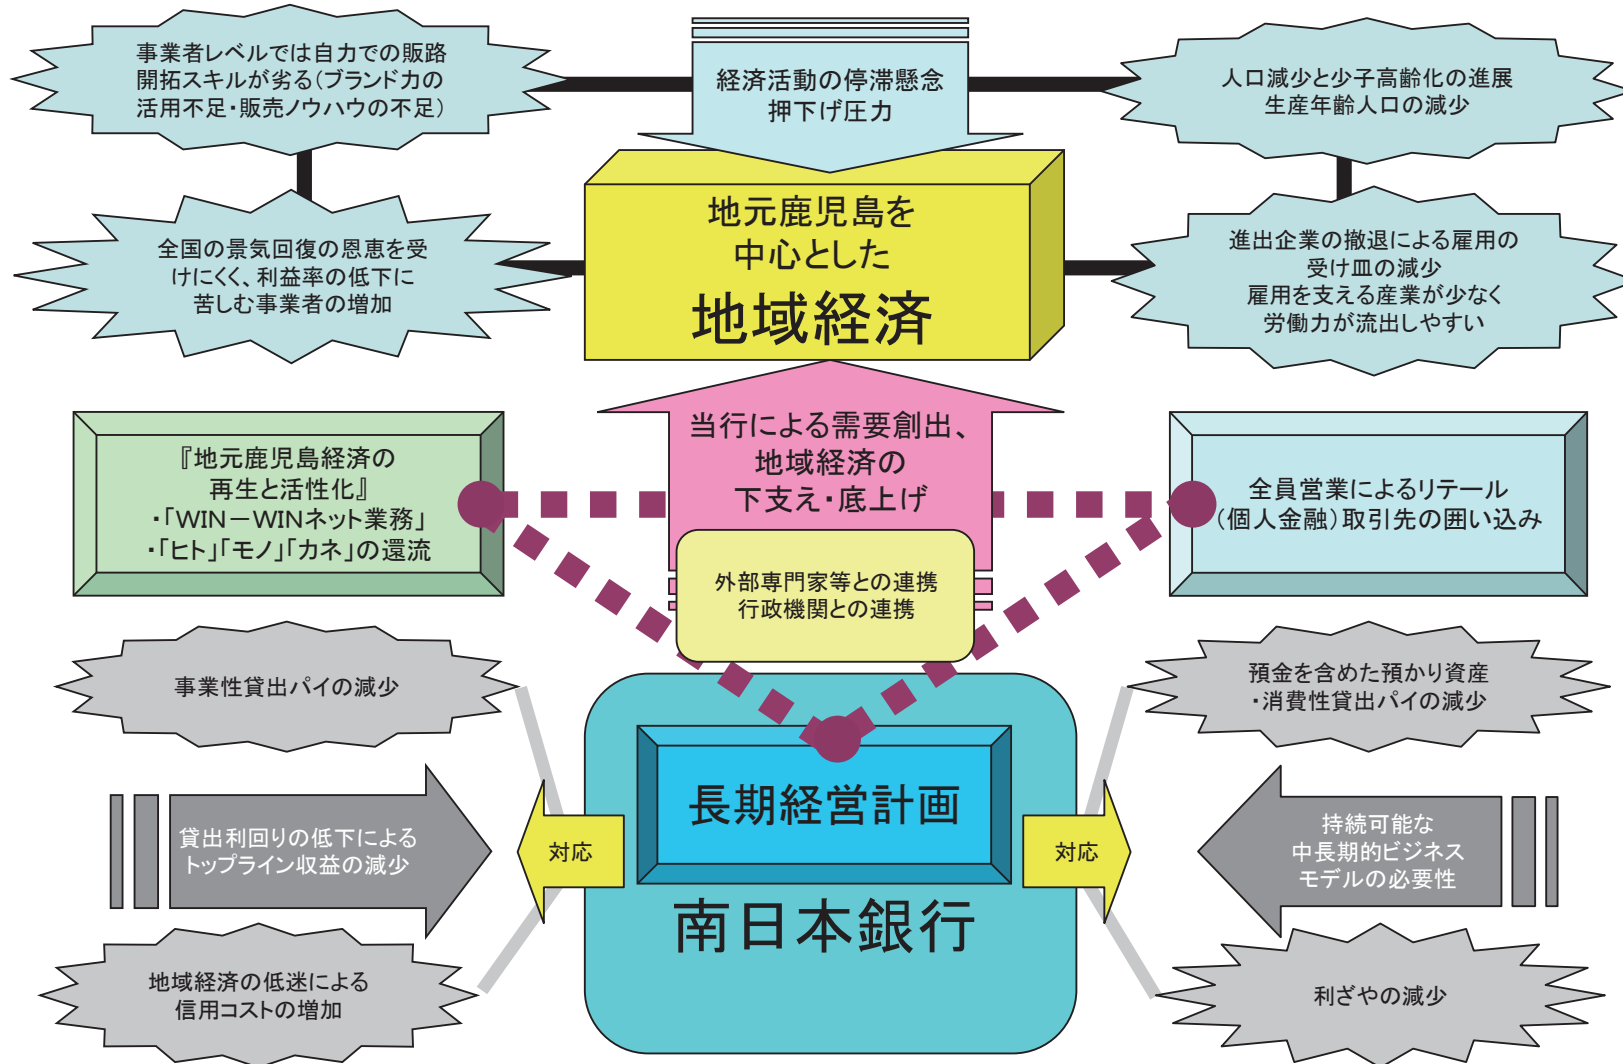 事業者レベルでは自力での販路
開拓スキルが劣る(ブランド力の
活用不足・販売ノウハウの不足)
経済活動の停滞懸念
押下げ圧力
人口減少と少子高齢化の進展
生産年齢人口の減少
全国の景気回復の恩恵を受
けにくく、利益率の低下に
苦しむ事業者の増加
地元鹿児島を
中心とした
地域経済
進出企業の撤退による雇用の
受け皿の減少
雇用を支える産業が少なく
労働力が流出しやすい
『地元鹿児島経済の
再生と活性化』
・「WIN-WINネット業務」
・「ヒト」「モノ」「カネ」の還流
当行による需要創出、
地域経済の
下支え・底上げ
全員営業によるリテール
(個人金融)取引先の囲い込み
外部専門家等との連携
行政機関との連携
事業性貸出パイの減少
預金を含めた預かり資産
・消費性貸出パイの減少
貸出利回りの低下による
トップライン収益の減少
対応
長期経営計画
対応
持続可能な
中長期的ビジネス
モデルの必要性
南日本銀行
地域経済の低迷による
信用コストの増加
利ざやの減少